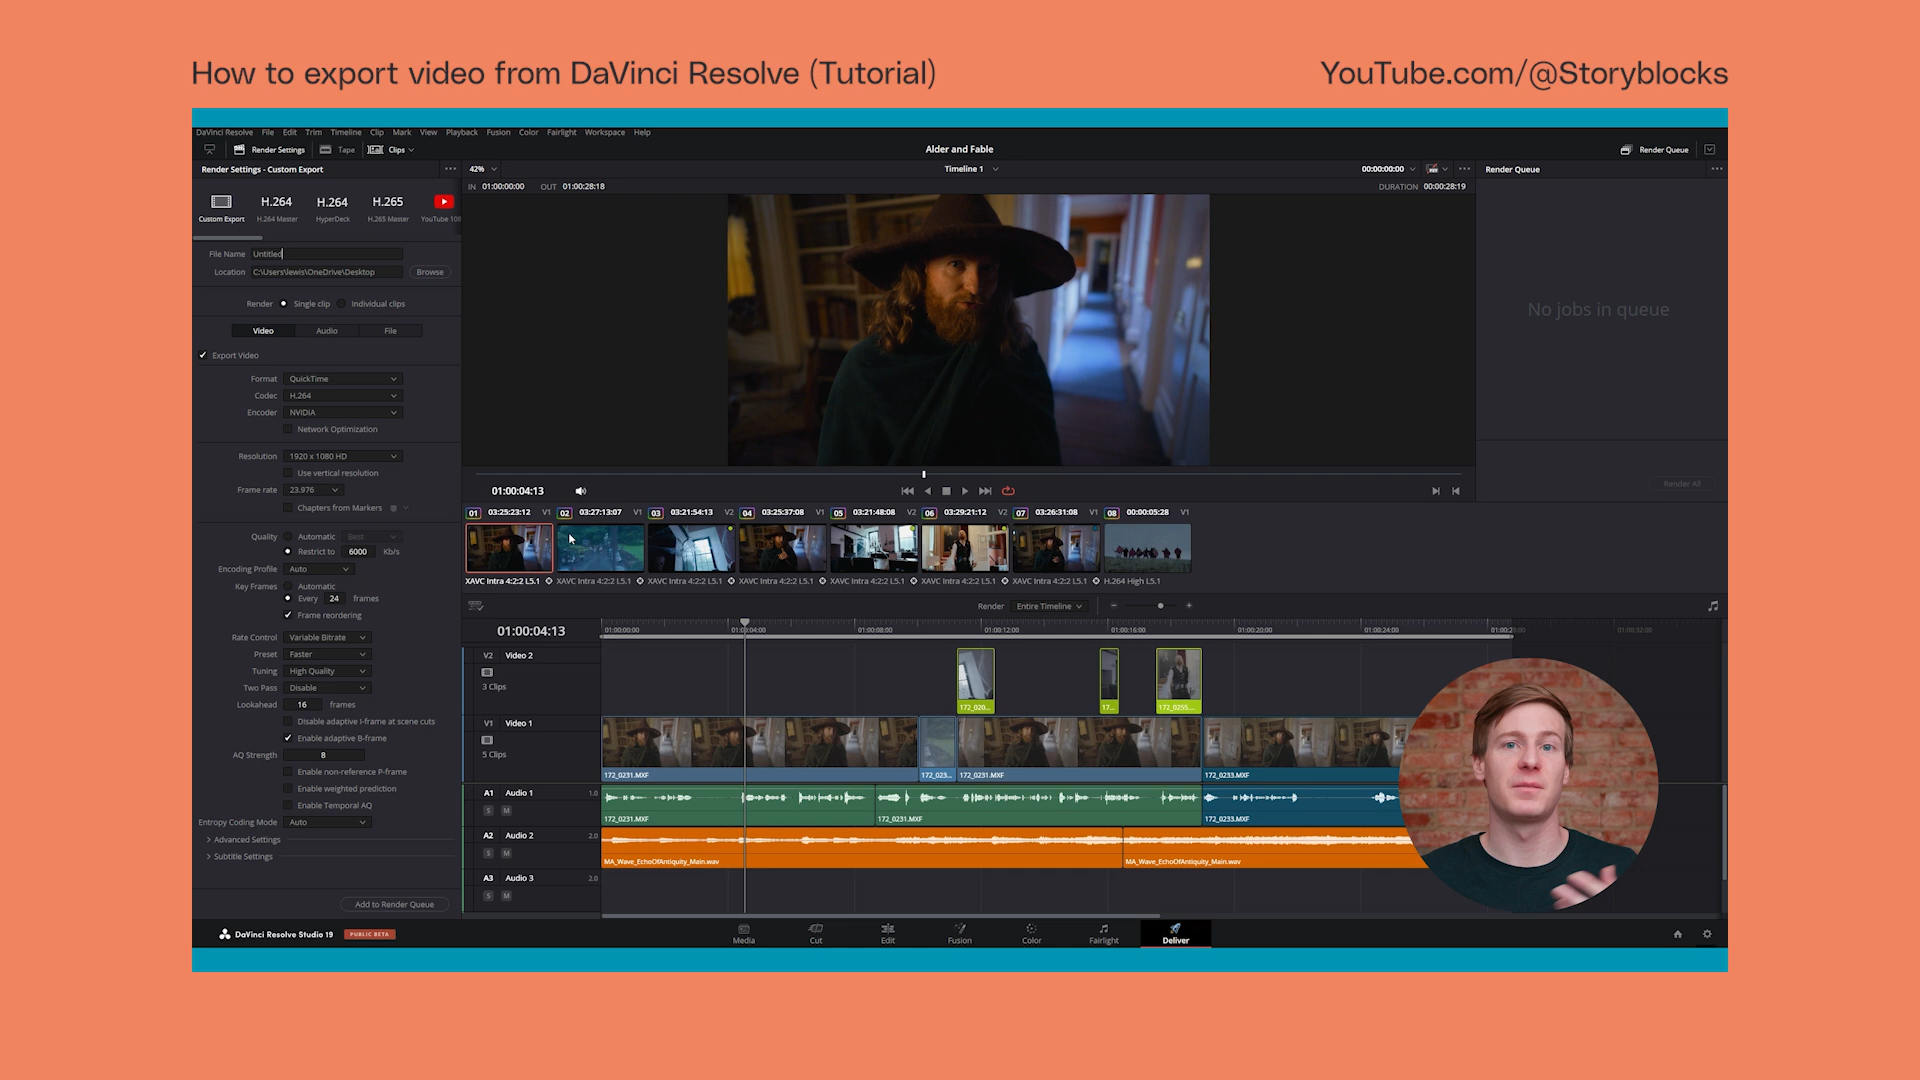 How to export video from DaVinci Resolve (Tutorial)
YouTube.com/@Storyblocks
DaVinci Resolve File Edit Trim Timeline Clip Mark View Playback Fusion Color Fairlight Workspace Help
Render Settings Tape Clips
Alder and Fable
Render Queue
Render Settings - Custom Export
42%
Timeline 1
00:00:00:00
Render Queue
IN 01:00:00:00 OUT 01:00:28:18
DURATION 00:00:28:19
H.264 H.264 H.265
Custom Export H.264 Master HyperDeck H.265 Master YouTube 108
File Name Untitled
Location C:\Users\lewis\OneDrive\Desktop Browse
Render Single clip Individual clips
No jobs in queue
Video Audio File
Export Video
Format QuickTime
Codec H.264
Encoder NVIDIA
Network Optimization
Resolution 1920 x 1080 HD
Use vertical resolution
Frame rate 23.976
Chapters from Markers
Quality Automatic Best
Restrict to 6000 Kb/s
Encoding Profile Auto
Key Frames Automatic
Every 24 frames
Frame reordering
Rate Control Variable Bitrate
Preset Faster
Tuning High Quality
Two Pass Disable
Lookahead 16 frames
Disable adaptive I-frame at scene cuts
Enable adaptive B-frame
AQ Strength 8
Enable non-reference P-frame
Enable weighted prediction
Enable Temporal AQ
Entropy Coding Mode Auto
Advanced Settings
Subtitle Settings
Add to Render Queue
01:00:04:13
Render All
01 03:25:23:12 V1 02 03:27:13:07 V1 03 03:21:54:13 V2 04 03:25:37:08 V1 05 03:21:48:08 V2 06 03:29:21:12 V2 07 03:26:31:08 V1 08 00:00:05:28 V1
XAVC Intra 4:2:2 L5.1 XAVC Intra 4:2:2 L5.1 XAVC Intra 4:2:2 L5.1 XAVC Intra 4:2:2 L5.1 XAVC Intra 4:2:2 L5.1 XAVC Intra 4:2:2 L5.1 XAVC Intra 4:2:2 L5.1 H.264 High L5.1
Render Entire Timeline
01:00:04:13
01:00:00:00 01:00:04:00 01:00:08:00 01:00:12:00 01:00:16:00 01:00:20:00 01:00:24:00 01:00:28:00 01:00:32:00
V2 Video 2
3 Clips
172_020... 17... 172_0255...
V1 Video 1
5 Clips
172_0231.MXF 172_023... 172_0231.MXF 172_0233.MXF
A1 Audio 1 1.0
S M
172_0231.MXF 172_0231.MXF 172_0233.MXF
A2 Audio 2 2.0
S M
MA_Wave_EchoOfAntiquity_Main.wav MA_Wave_EchoOfAntiquity_Main.wav
A3 Audio 3 2.0
S M
DaVinci Resolve Studio 19 PUBLIC BETA
Media Cut Edit Fusion Color Fairlight Deliver